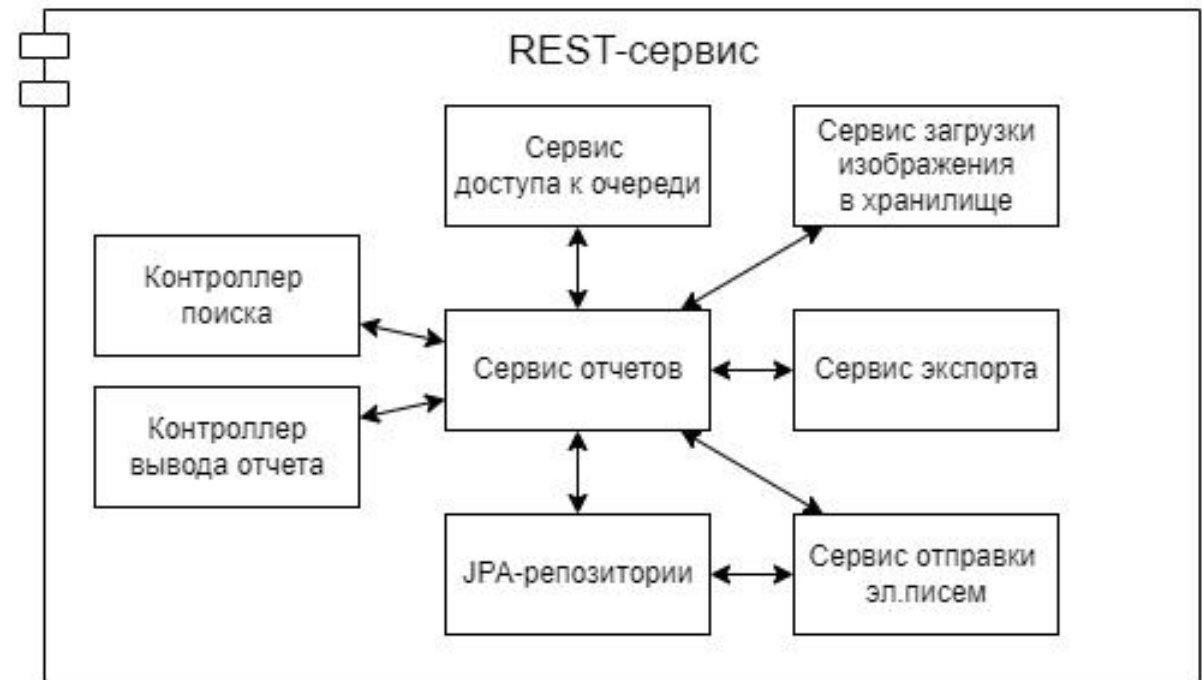 REST-сервис
Сервис
доступа к очереди
Сервис загрузки
изображения
в хранилище
Контроллер
поиска
Сервис отчетов
Сервис экспорта
Контроллер
вывода отчета
JPA-репозитории
Сервис отправки
эл.писем